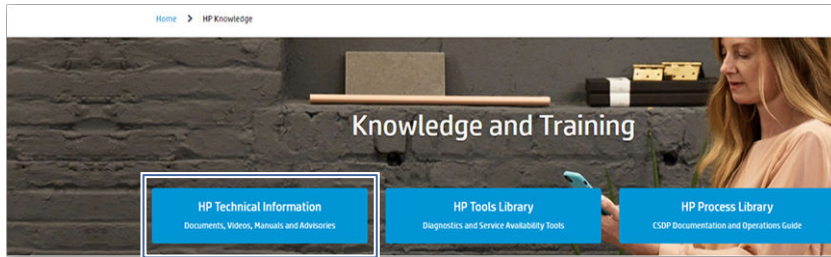 Home > HP Knowledge
Knowledge and Training
HP Technical Information
Documents, Videos, Manuals and Advisories
HP Tools Library
Diagnostics and Service Availability Tools
HP Process Library
CSDP Documentation and Operations Guide